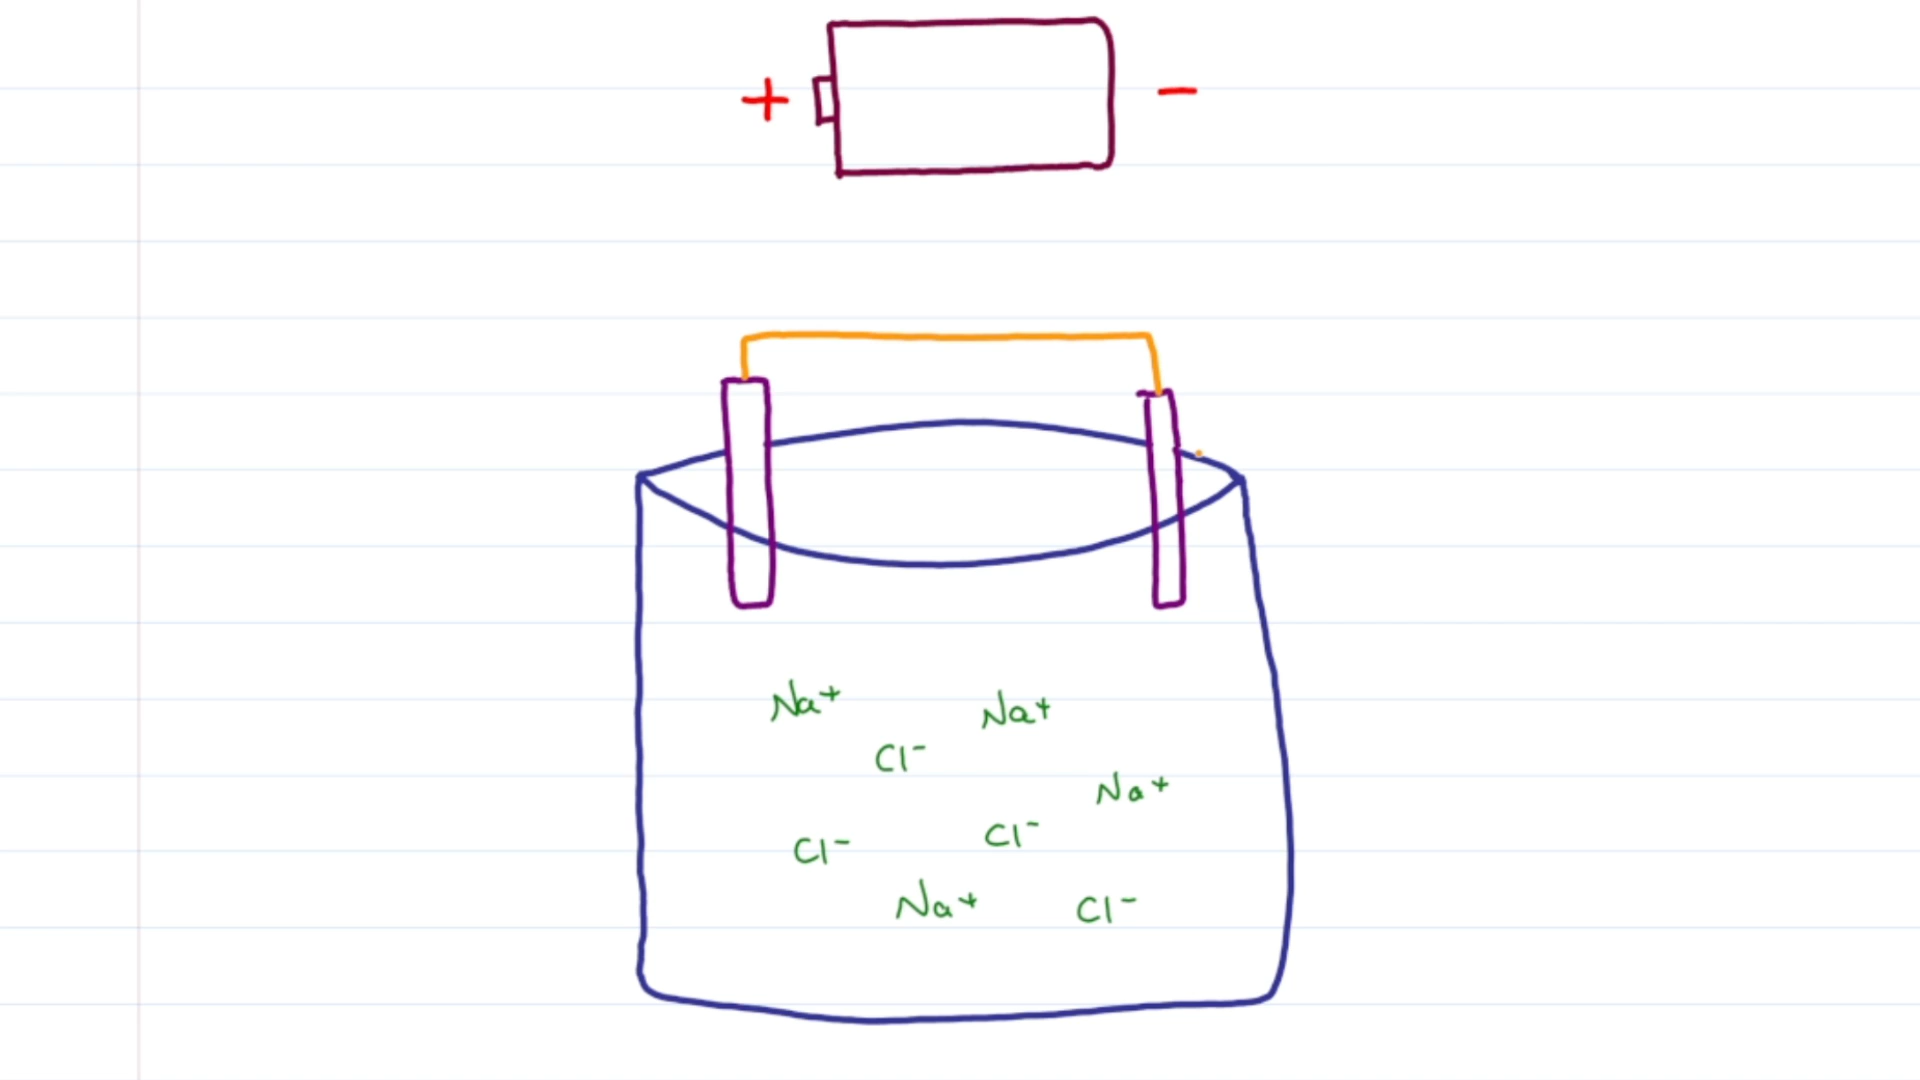 + -
Na+ Na+
Cl-
Na+
Cl- Cl-
Na+ Cl-